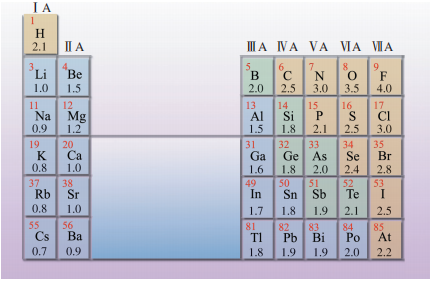 Ⅰ A
1
H
2.1
Ⅱ A Ⅲ A Ⅳ A Ⅴ A Ⅵ A Ⅶ A
3 4 5 6 7 8 9
Li Be B C N O F
1.0 1.5 2.0 2.5 3.0 3.5 4.0
11 12 13 14 15 16 17
Na Mg Al Si P S Cl
0.9 1.2 1.5 1.8 2.1 2.5 3.0
19 20 31 32 33 34 35
K Ca Ga Ge As Se Br
0.8 1.0 1.6 1.8 2.0 2.4 2.8
37 38 49 50 51 52 53
Rb Sr In Sn Sb Te I
0.8 1.0 1.7 1.8 1.9 2.1 2.5
55 56 81 82 83 84 85
Cs Ba Tl Pb Bi Po At
0.7 0.9 1.8 1.9 1.9 2.0 2.2